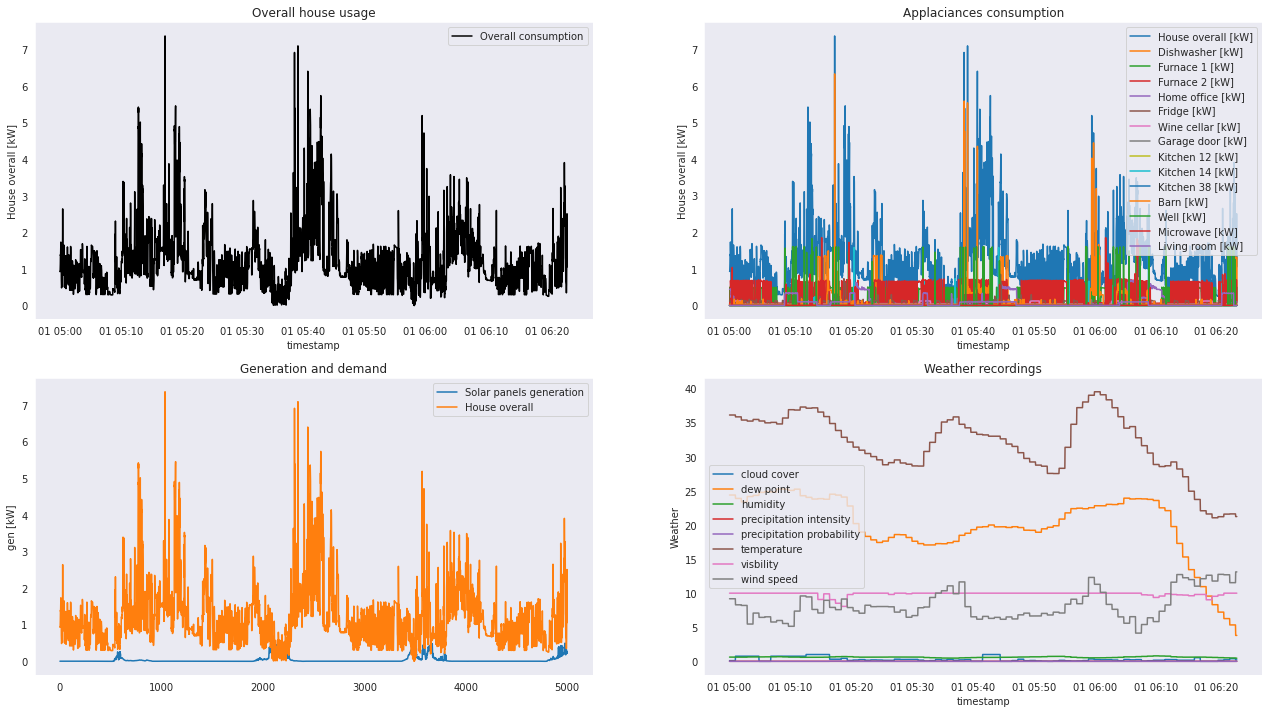 Overall house usage
Overall consumption
House overall [kW]
7
6
5
4
3
2
1
0
01 05:00 01 05:10 01 05:20 01 05:30 01 05:40 01 05:50 01 06:00 01 06:10 01 06:20
timestamp
Applaciances consumption
House overall [kW]
Dishwasher [kW]
Furnace 1 [kW]
Furnace 2 [kW]
Home office [kW]
Fridge [kW]
Wine cellar [kW]
Garage door [kW]
Kitchen 12 [kW]
Kitchen 14 [kW]
Kitchen 38 [kW]
Barn [kW]
Well [kW]
Microwave [kW]
Living room [kW]
House overall [kW]
7
6
5
4
3
2
1
0
01 05:00 01 05:10 01 05:20 01 05:30 01 05:40 01 05:50 01 06:00 01 06:10 01 06:20
timestamp
Generation and demand
Solar panels generation
House overall
gen [kW]
7
6
5
4
3
2
1
0
0 1000 2000 3000 4000 5000
Weather recordings
cloud cover
dew point
humidity
precipitation intensity
precipitation probability
temperature
visbility
wind speed
Weather
40
35
30
25
20
15
10
5
0
01 05:00 01 05:10 01 05:20 01 05:30 01 05:40 01 05:50 01 06:00 01 06:10 01 06:20
timestamp